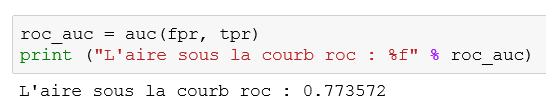 roc_auc = auc(fpr, tpr)
print ("L'aire sous la courb roc : %f" % roc_auc)
L'aire sous la courb roc : 0.773572